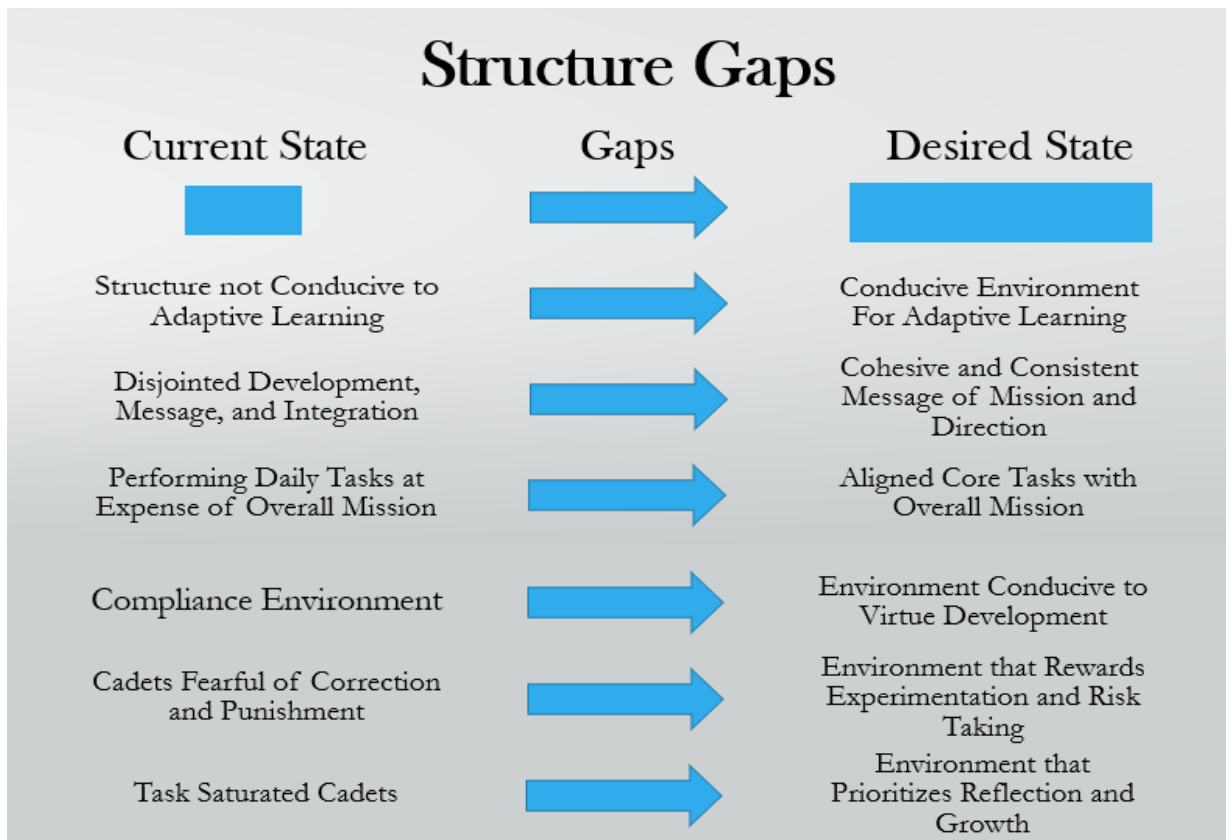 Structure Gaps
Current State
Gaps
Desired State
Structure not Conducive to
Adaptive Learning
Conducive Environment
For Adaptive Learning
Disjointed Development,
Message, and Integration
Cohesive and Consistent
Message of Mission and
Direction
Performing Daily Tasks at
Expense of Overall Mission
Aligned Core Tasks with
Overall Mission
Compliance Environment
Environment Conducive to
Virtue Development
Cadets Fearful of Correction
and Punishment
Environment that Rewards
Experimentation and Risk
Taking
Task Saturated Cadets
Environment that
Prioritizes Reflection and
Growth